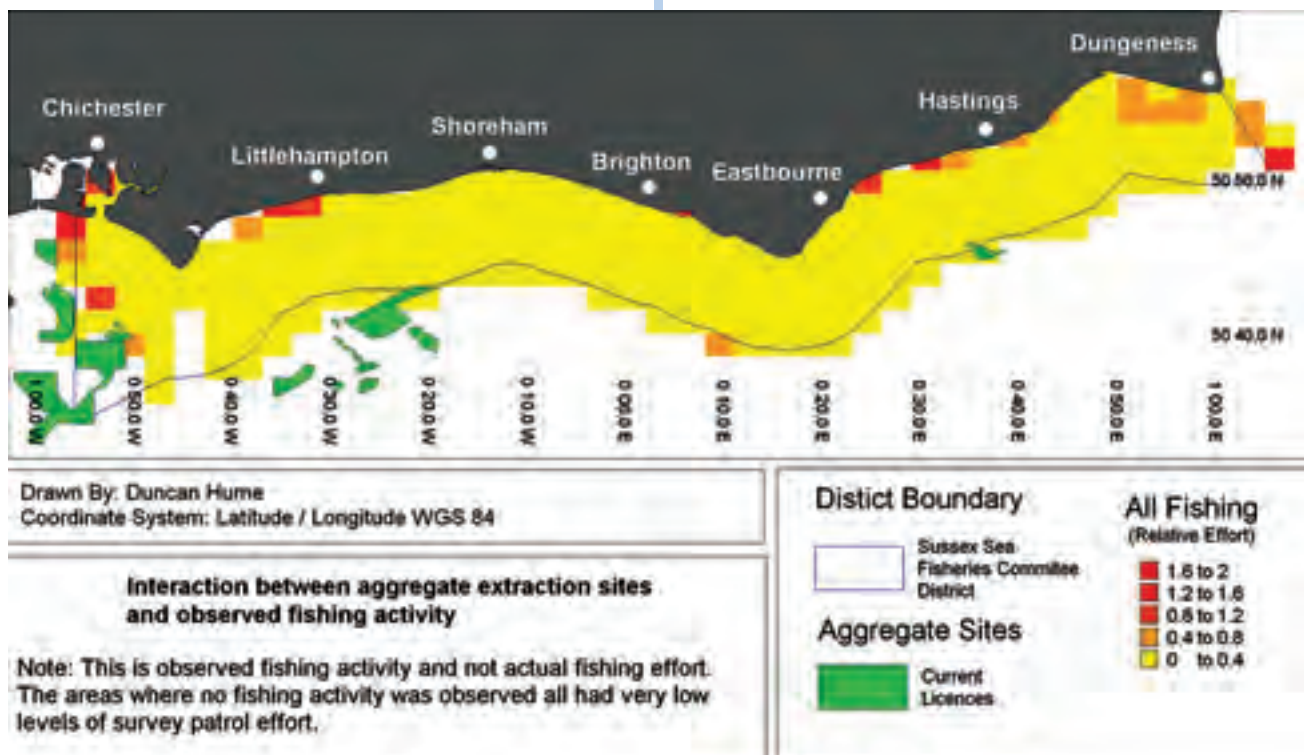 Dungeness
Chichester
Hastings
Shoreham
Littlehampton
Brighton
Eastbourne
50 50.0 N
50 40.0 N
1 00.0 W
0 50.0 W
0 40.0 W
0 30.0 W
0 20.0 W
0 10.0 W
0 00.0 E
0 10.0 E
0 20.0 E
0 30.0 E
0 40.0 E
0 50.0 E
1 00.0 E
Drawn By: Duncan Hume
Coordinate System: Latitude / Longitude WGS 84
Interaction between aggregate extraction sites
and observed fishing activity
Note: This is observed fishing activity and not actual fishing effort.
The areas where no fishing activity was observed all had very low
levels of survey patrol effort.
Distict Boundary
Sussex Sea
Fisheries Commitee
District
Aggregate Sites
Current
Licences
All Fishing
(Relative Effort)
1.6 to 2
1.2 to 1.6
0.8 to 1.2
0.4 to 0.8
0 to 0.4